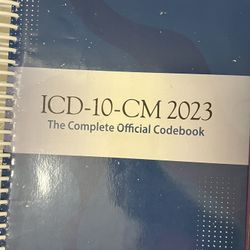 ICD-10-CM 2023
The Complete Official Codebook